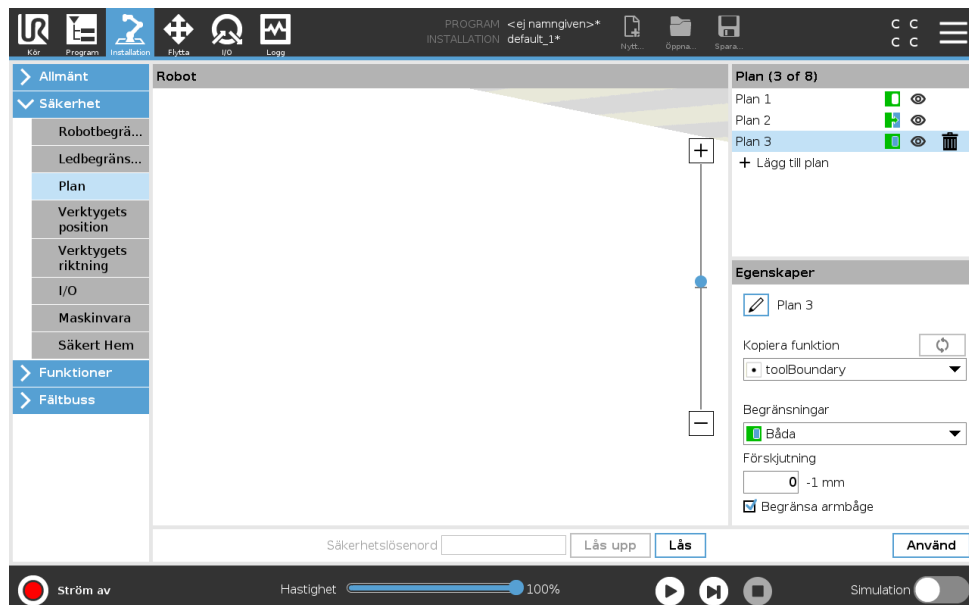 PROGRAM <ej namngiven>*
INSTALLATION default_1*
UR
Kör
Program
Installation
Flytta
I/O
Logg
Nytt...
Öppna...
Spara...
C C
C C
Allmänt
Säkerhet
Robotbegrä...
Ledbegräns...
Plan
Verktygets
position
Verktygets
riktning
I/O
Maskinvara
Säkert Hem
Funktioner
Fältbuss
Robot
Plan (3 of 8)
Plan 1
Plan 2
Plan 3
+ Lägg till plan
Egenskaper
Plan 3
Kopiera funktion
toolBoundary
Begränsningar
Båda
Förskjutning
0 -1 mm
Begränsa armbåge
Säkerhetslösenord
Lås upp
Lås
Använd
Ström av
Hastighet
100%
Simulation